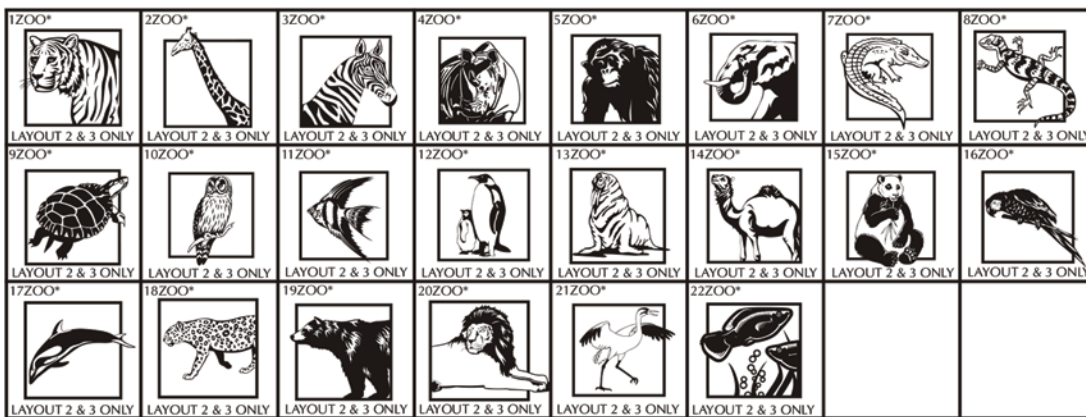 1ZOO* 2ZOO* 3ZOO* 4ZOO* 5ZOO* 6ZOO* 7ZOO* 8ZOO*
LAYOUT 2 & 3 ONLY LAYOUT 2 & 3 ONLY LAYOUT 2 & 3 ONLY LAYOUT 2 & 3 ONLY LAYOUT 2 & 3 ONLY LAYOUT 2 & 3 ONLY LAYOUT 2 & 3 ONLY LAYOUT 2 & 3 ONLY
9ZOO* 10ZOO* 11ZOO* 12ZOO* 13ZOO* 14ZOO* 15ZOO* 16ZOO*
LAYOUT 2 & 3 ONLY LAYOUT 2 & 3 ONLY LAYOUT 2 & 3 ONLY LAYOUT 2 & 3 ONLY LAYOUT 2 & 3 ONLY LAYOUT 2 & 3 ONLY LAYOUT 2 & 3 ONLY LAYOUT 2 & 3 ONLY
17ZOO* 18ZOO* 19ZOO* 20ZOO* 21ZOO* 22ZOO*
LAYOUT 2 & 3 ONLY LAYOUT 2 & 3 ONLY LAYOUT 2 & 3 ONLY LAYOUT 2 & 3 ONLY LAYOUT 2 & 3 ONLY LAYOUT 2 & 3 ONLY